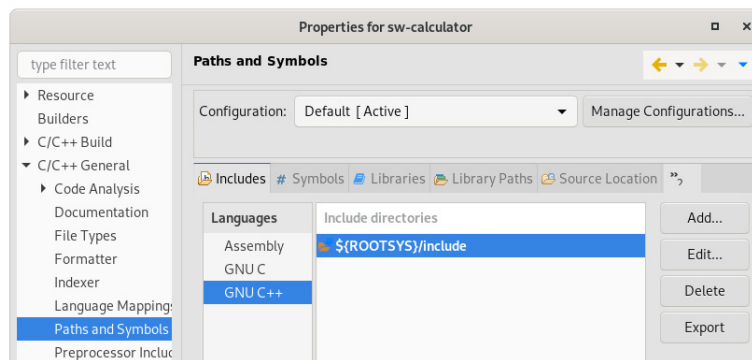 Properties for sw-calculator
type filter text
Resource
Builders
C/C++ Build
C/C++ General
Code Analysis
Documentation
File Types
Formatter
Indexer
Language Mappings
Paths and Symbols
Preprocessor Includ
Paths and Symbols
Configuration: Default [ Active ] Manage Configurations...
Includes # Symbols Libraries Library Paths Source Location »2
Languages
Assembly
GNU C
GNU C++
Include directories
${ROOTSYS}/include
Add...
Edit...
Delete
Export